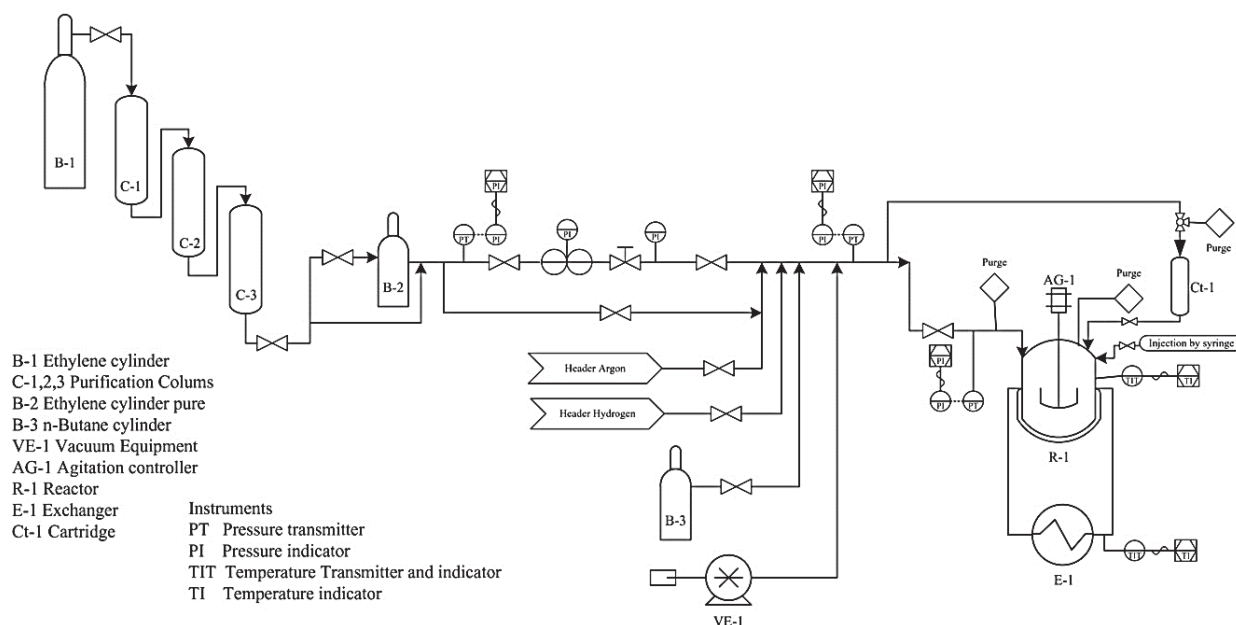 B-1
C-1
C-2
C-3
B-2
PI
PT
PI
PI
PI
PI
PI
PT
Purge
Ct-1
Purge
AG-1
Purge
Injection by syringe
PI
PI
PT
TIT
TI
R-1
Header Argon
Header Hydrogen
B-3
VE-1
E-1
TIT
TI
B-1 Ethylene cylinder
C-1,2,3 Purification Colums
B-2 Ethylene cylinder pure
B-3 n-Butane cylinder
VE-1 Vacuum Equipment
AG-1 Agitation controller
R-1 Reactor
E-1 Exchanger
Ct-1 Cartridge
Instruments
PT Pressure transmitter
PI Pressure indicator
TIT Temperature Transmitter and indicator
TI Temperature indicator